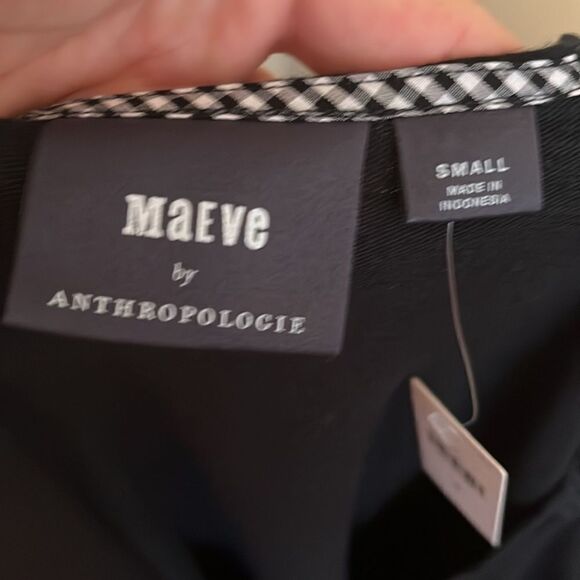 MaEVe
by
ANTHROPOLOGIE
SMALL
MADE IN
INDONESIA